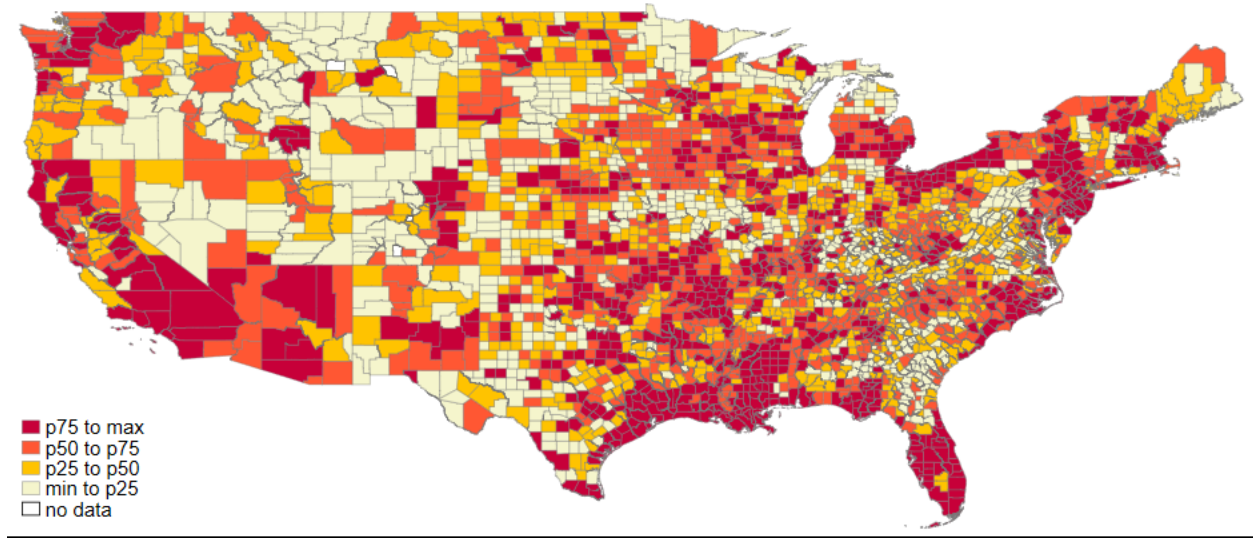 p75 to max
p50 to p75
p25 to p50
min to p25
no data